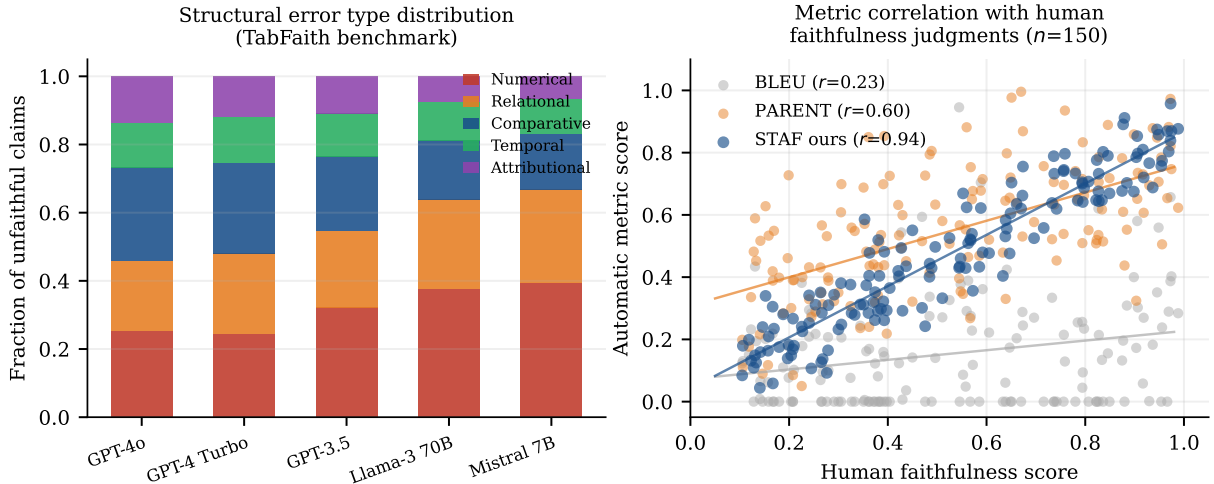 Structural error type distribution
(TabFaith benchmark)
Fraction of unfaithful claims
1.0
0.8
0.6
0.4
0.2
0.0
Numerical
Relational
Comparative
Temporal
Attributional
GPT-4o
GPT-4 Turbo
GPT-3.5
Llama-3 70B
Mistral 7B
Metric correlation with human
faithfulness judgments (n=150)
Automatic metric score
1.0
0.8
0.6
0.4
0.2
0.0
BLEU (r=0.23)
PARENT (r=0.60)
STAF ours (r=0.94)
0.0
0.2
0.4
0.6
0.8
1.0
Human faithfulness score